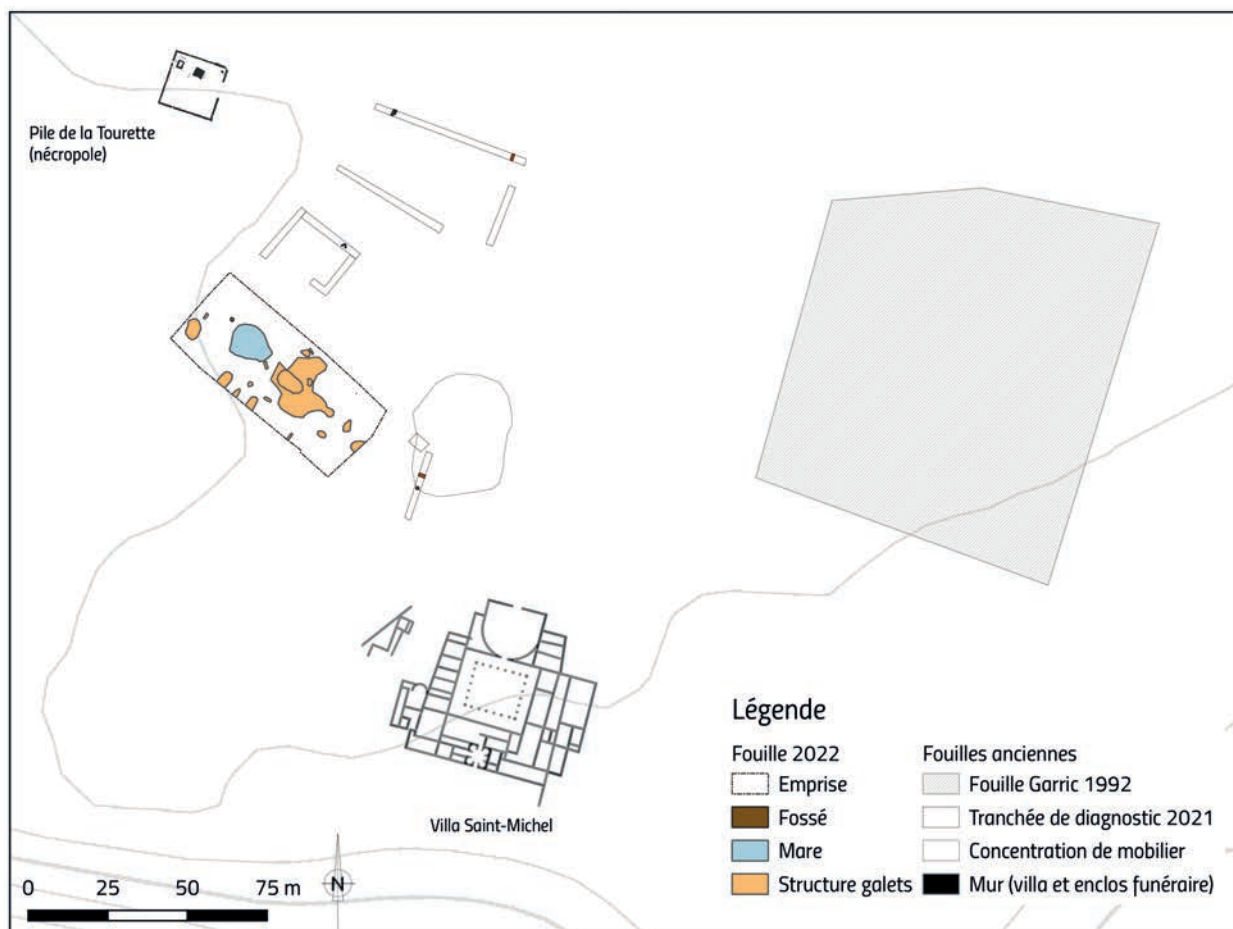 Pile de la Tourette
(nécropole)
Villa Saint-Michel
Légende
Fouille 2022
Emprise
Fossé
Mare
Structure galets
Fouilles anciennes
Fouille Garric 1992
Tranchée de diagnostic 2021
Concentration de mobilier
Mur (villa et enclos funéraire)
0 25 50 75 m
N